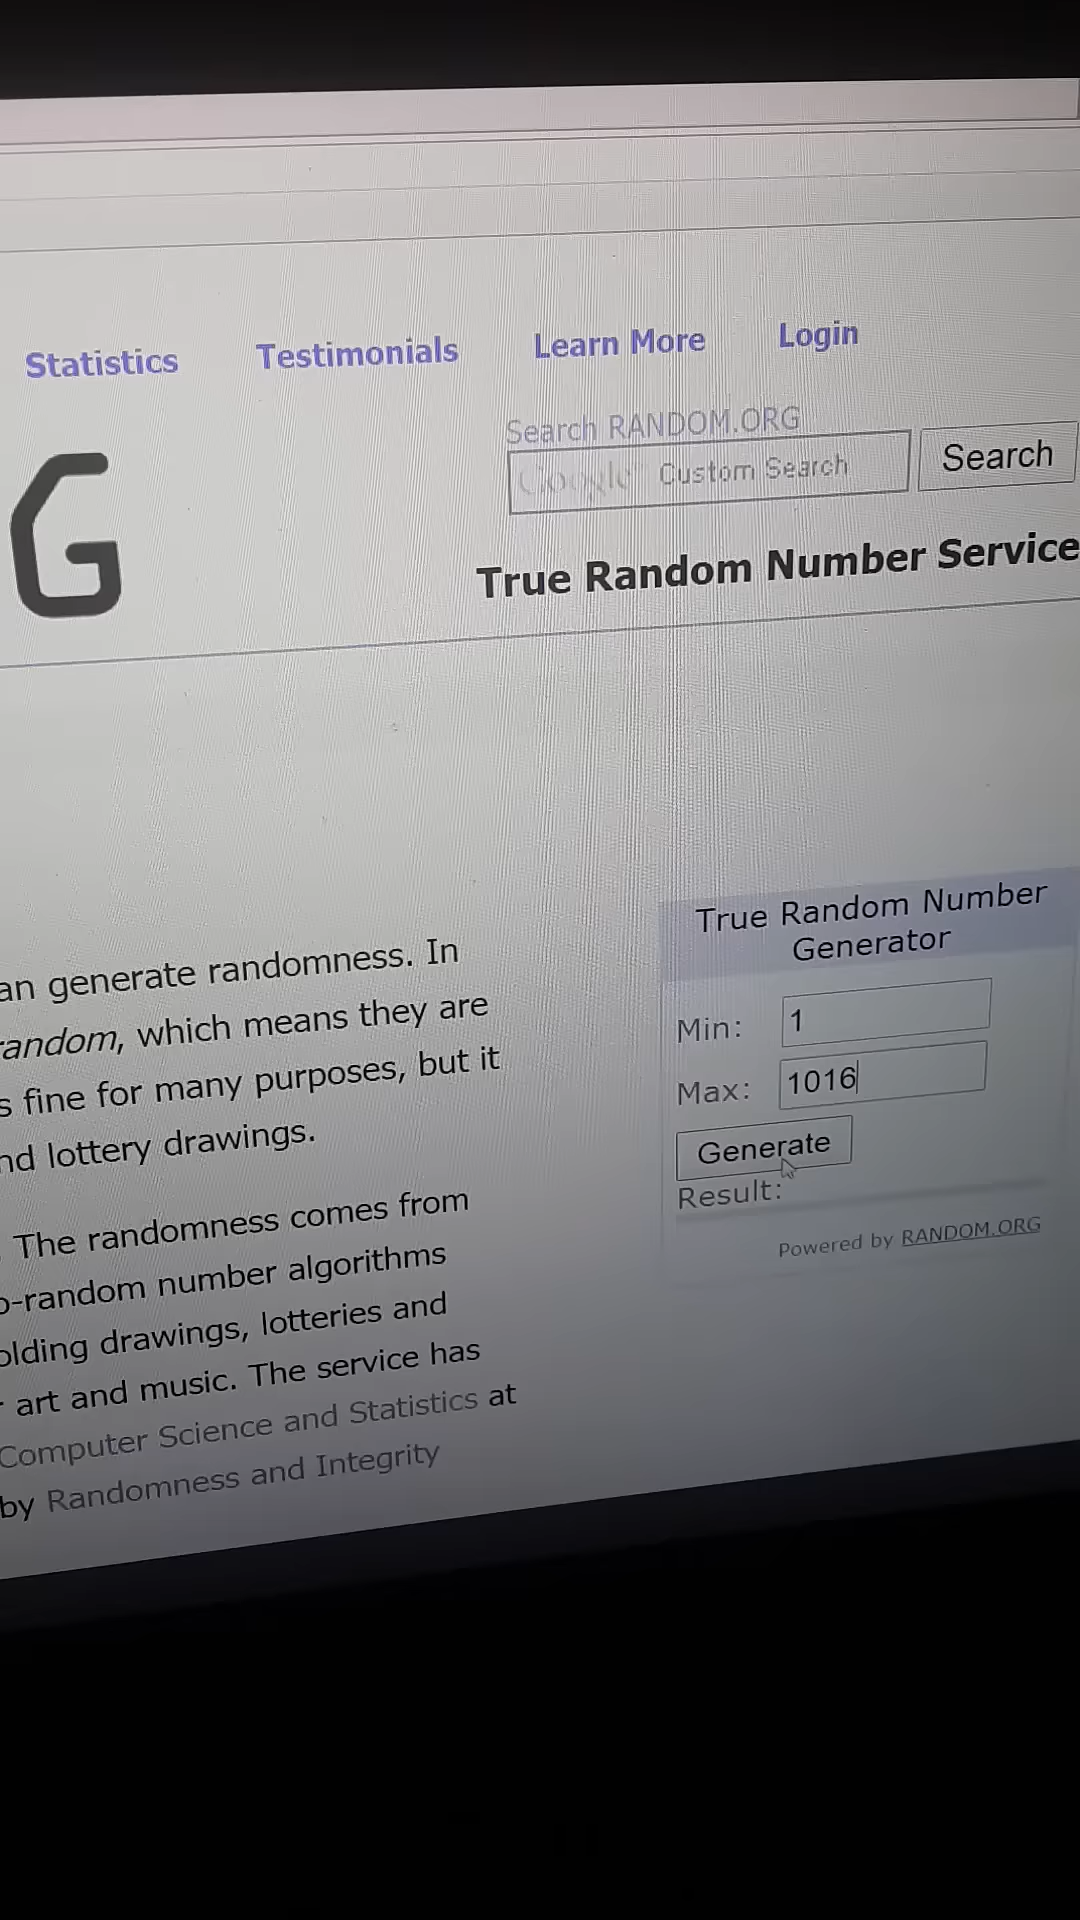 Statistics Testimonials Learn More Login
Search RANDOM.ORG
Google Custom Search Search
G
True Random Number Service
True Random Number
Generator
Min: 1
Max: 1016
Generate
Result:
Powered by RANDOM.ORG
an generate randomness. In
random, which means they are
s fine for many purposes, but it
nd lottery drawings.
. The randomness comes from
o-random number algorithms
olding drawings, lotteries and
r art and music. The service has
Computer Science and Statistics at
by Randomness and Integrity